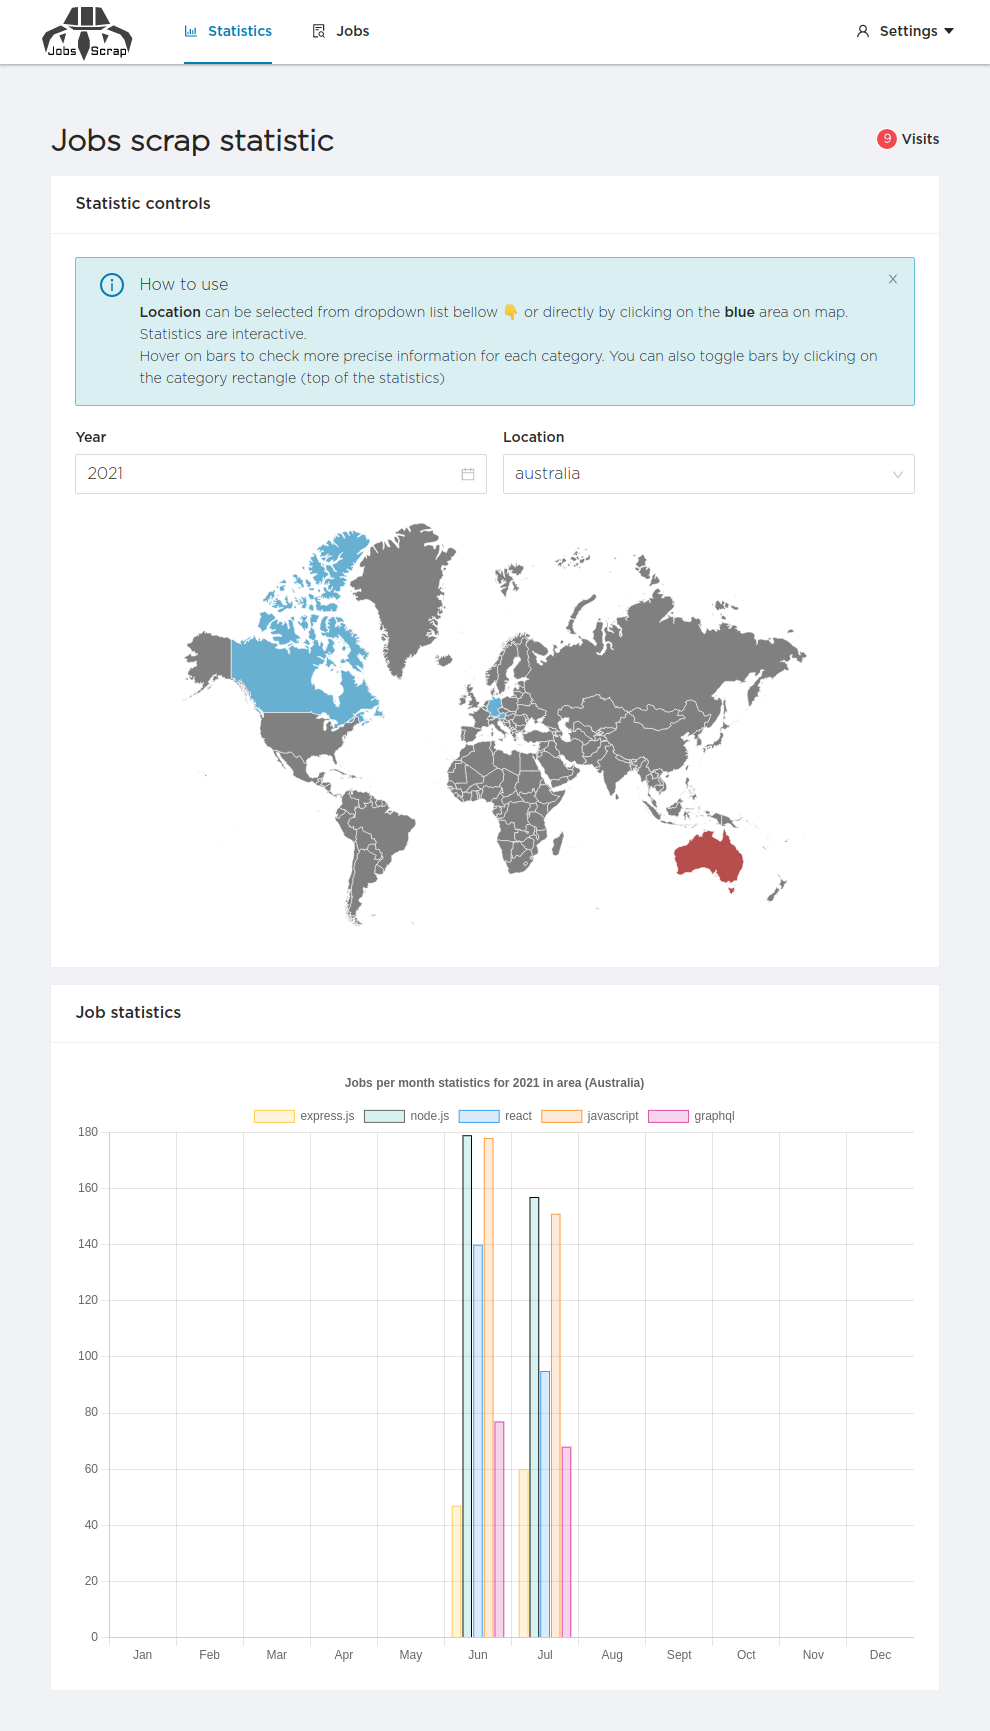 Jobs Scrap
Statistics
Jobs
Settings
Jobs scrap statistic
9 Visits
Statistic controls
How to use
Location can be selected from dropdown list bellow 👇 or directly by clicking on the blue area on map.
Statistics are interactive.
Hover on bars to check more precise information for each category. You can also toggle bars by clicking on
the category rectangle (top of the statistics)
Year
Location
2021
australia
Job statistics
Jobs per month statistics for 2021 in area (Australia)
express.js node.js react javascript graphql
180
160
140
120
100
80
60
40
20
0
Jan Feb Mar Apr May Jun Jul Aug Sept Oct Nov Dec